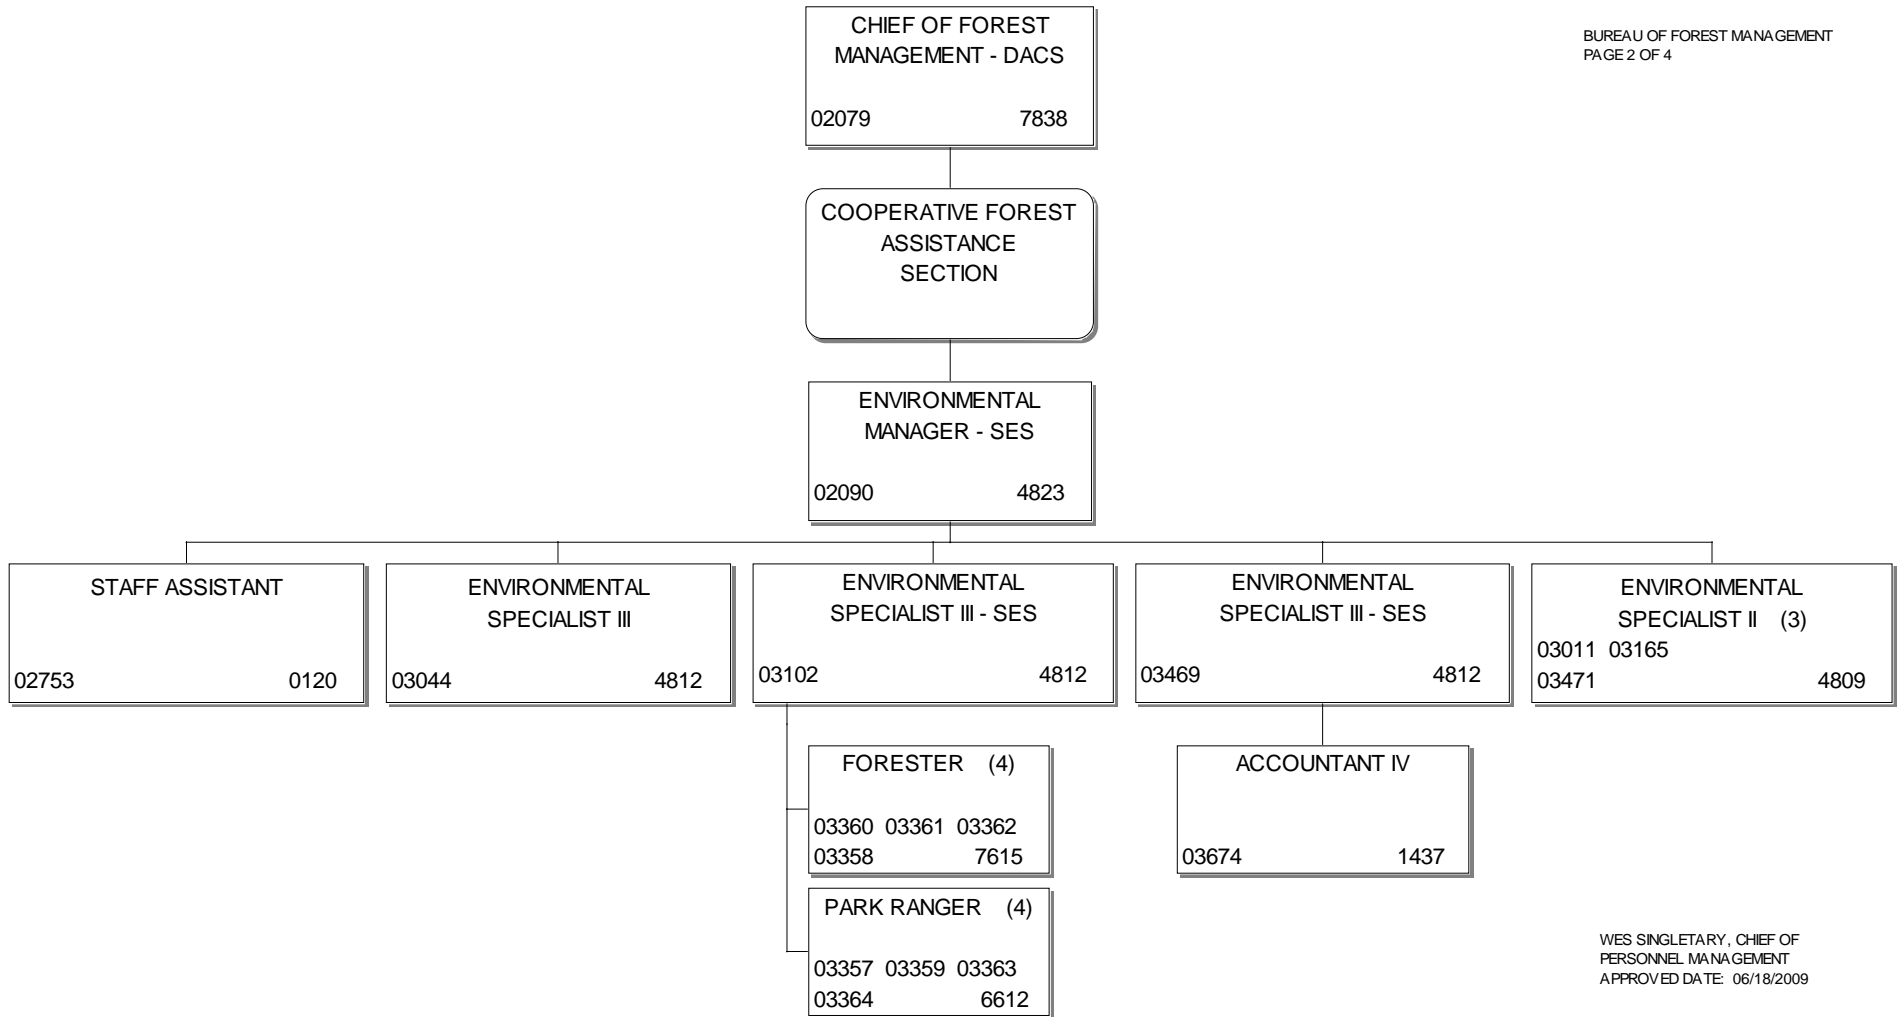 CHIEF OF FOREST
MANAGEMENT - DACS
02079 7838
BUREAU OF FOREST MANAGEMENT
PAGE 2 OF 4
COOPERATIVE FOREST
ASSISTANCE
SECTION
ENVIRONMENTAL
MANAGER - SES
02090 4823
STAFF ASSISTANT
02753 0120
ENVIRONMENTAL
SPECIALIST III
03044 4812
ENVIRONMENTAL
SPECIALIST III - SES
03102 4812
ENVIRONMENTAL
SPECIALIST III - SES
03469 4812
ENVIRONMENTAL
SPECIALIST II (3)
03011 03165
03471 4809
FORESTER (4)
03360 03361 03362
03358 7615
ACCOUNTANT IV
03674 1437
PARK RANGER (4)
03357 03359 03363
03364 6612
WES SINGLETARY, CHIEF OF
PERSONNEL MANAGEMENT
APPROVED DATE: 06/18/2009